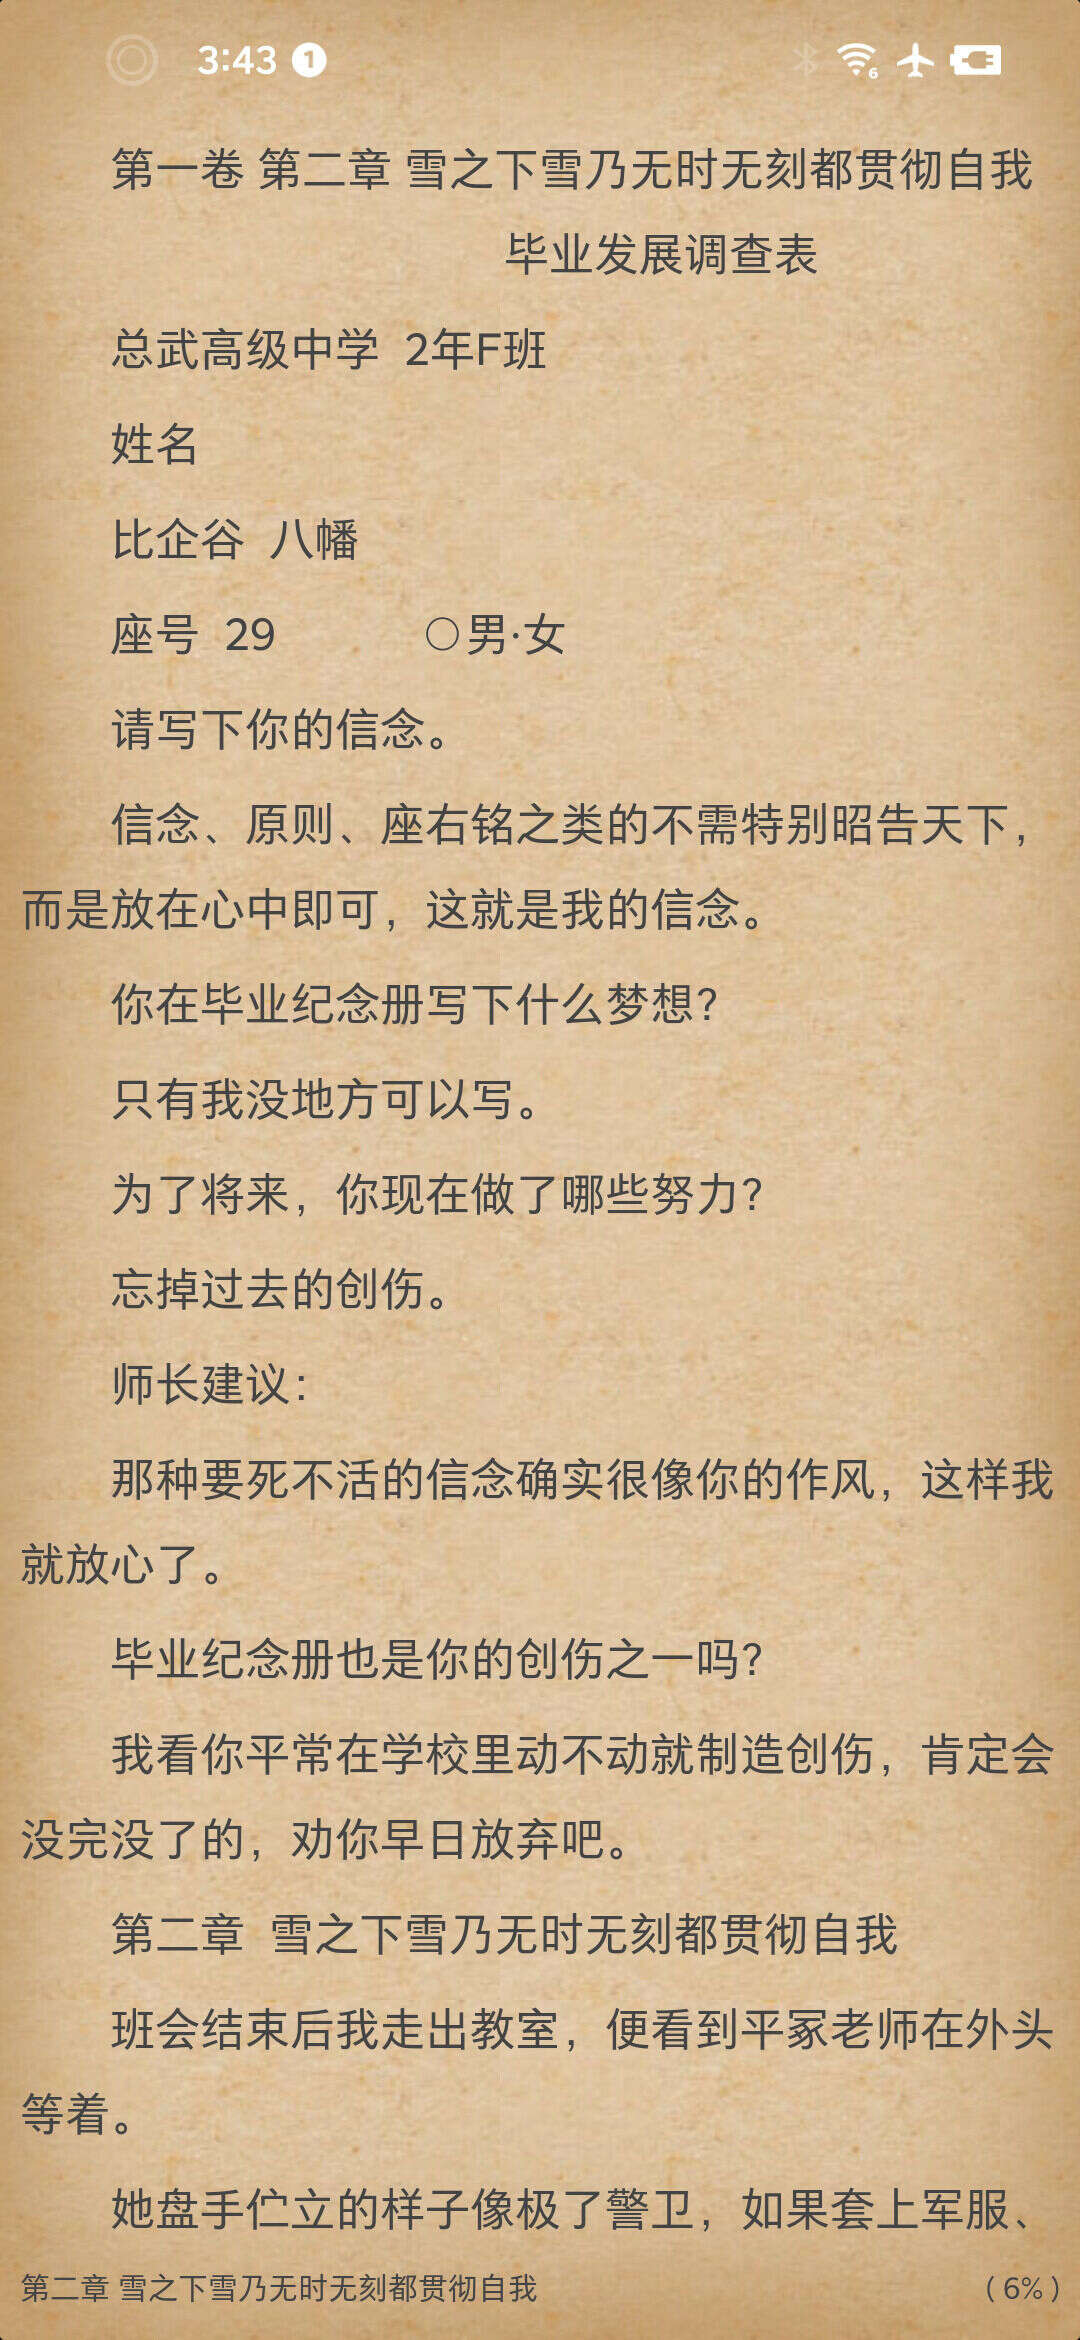 3:43 1
6
第一卷 第二章 雪之下雪乃无时无刻都贯彻自我
毕业发展调查表
总武高级中学 2年F班
姓名
比企谷 八幡
座号 29 〇男·女
请写下你的信念。
信念、原则、座右铭之类的不需特别昭告天下，
而是放在心中即可，这就是我的信念。
你在毕业纪念册写下什么梦想？
只有我没地方可以写。
为了将来，你现在做了哪些努力？
忘掉过去的创伤。
师长建议：
那种要死不活的信念确实很像你的作风，这样我
就放心了。
毕业纪念册也是你的创伤之一吗？
我看你平常在学校里动不动就制造创伤，肯定会
没完没了的，劝你早日放弃吧。
第二章 雪之下雪乃无时无刻都贯彻自我
班会结束后我走出教室，便看到平冢老师在外头
等着。
她盘手伫立的样子像极了警卫，如果套上军服、
第二章 雪之下雪乃无时无刻都贯彻自我 （6%）